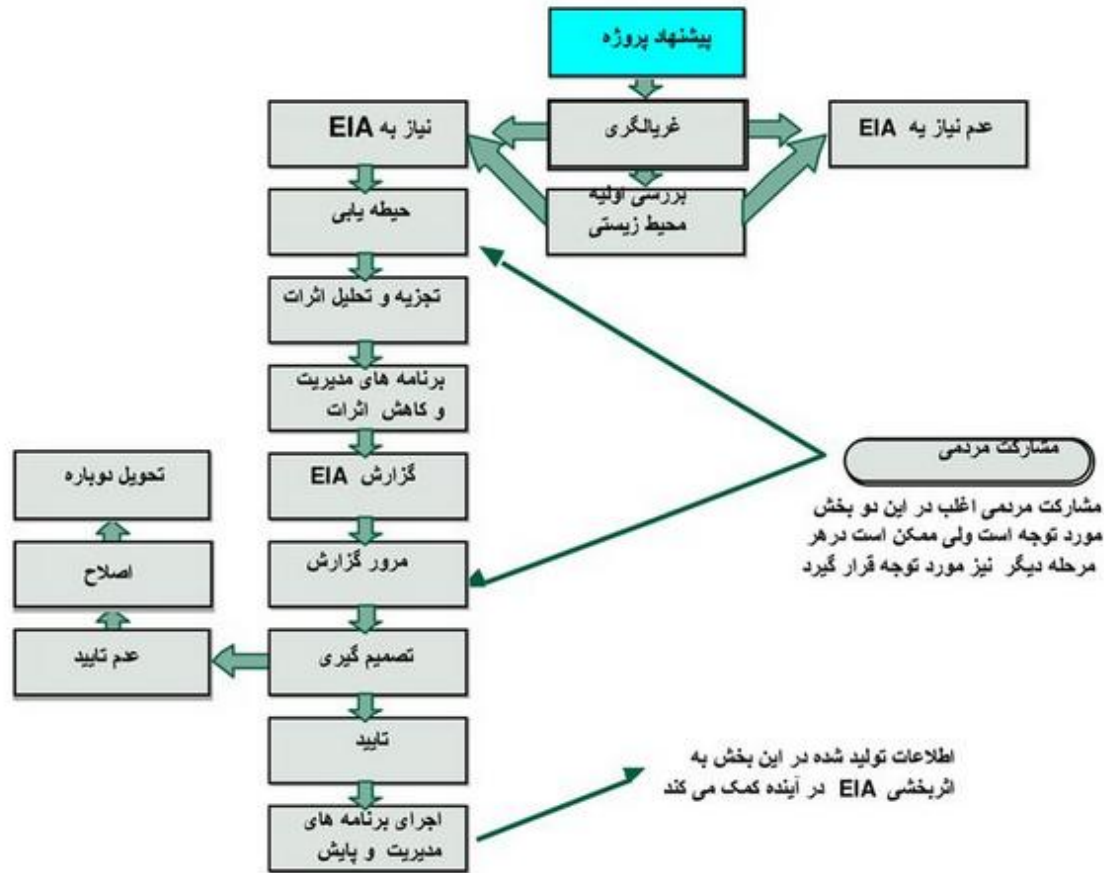 پیشنهاد پروژه
غربالگری
نیاز به EIA
عدم نیاز یه EIA
بررسی اولیه
محیط زیستی
حیطه یابی
تجزیه و تحلیل اثرات
برنامه های مدیریت
و کاهش اثرات
گزارش EIA
مرور گزارش
تصمیم گیری
تایید
اجرای برنامه های
مدیریت و پایش
تحویل دوباره
اصلاح
عدم تایید
مشارکت مردمی
مشارکت مردمی اغلب در این دو بخش
مورد توجه است ولی ممکن است درهر
مرحله دیگر نیز مورد توجه قرار گیرد
اطلاعات تولید شده در این بخش به
اثربخشی EIA در آینده کمک می کند